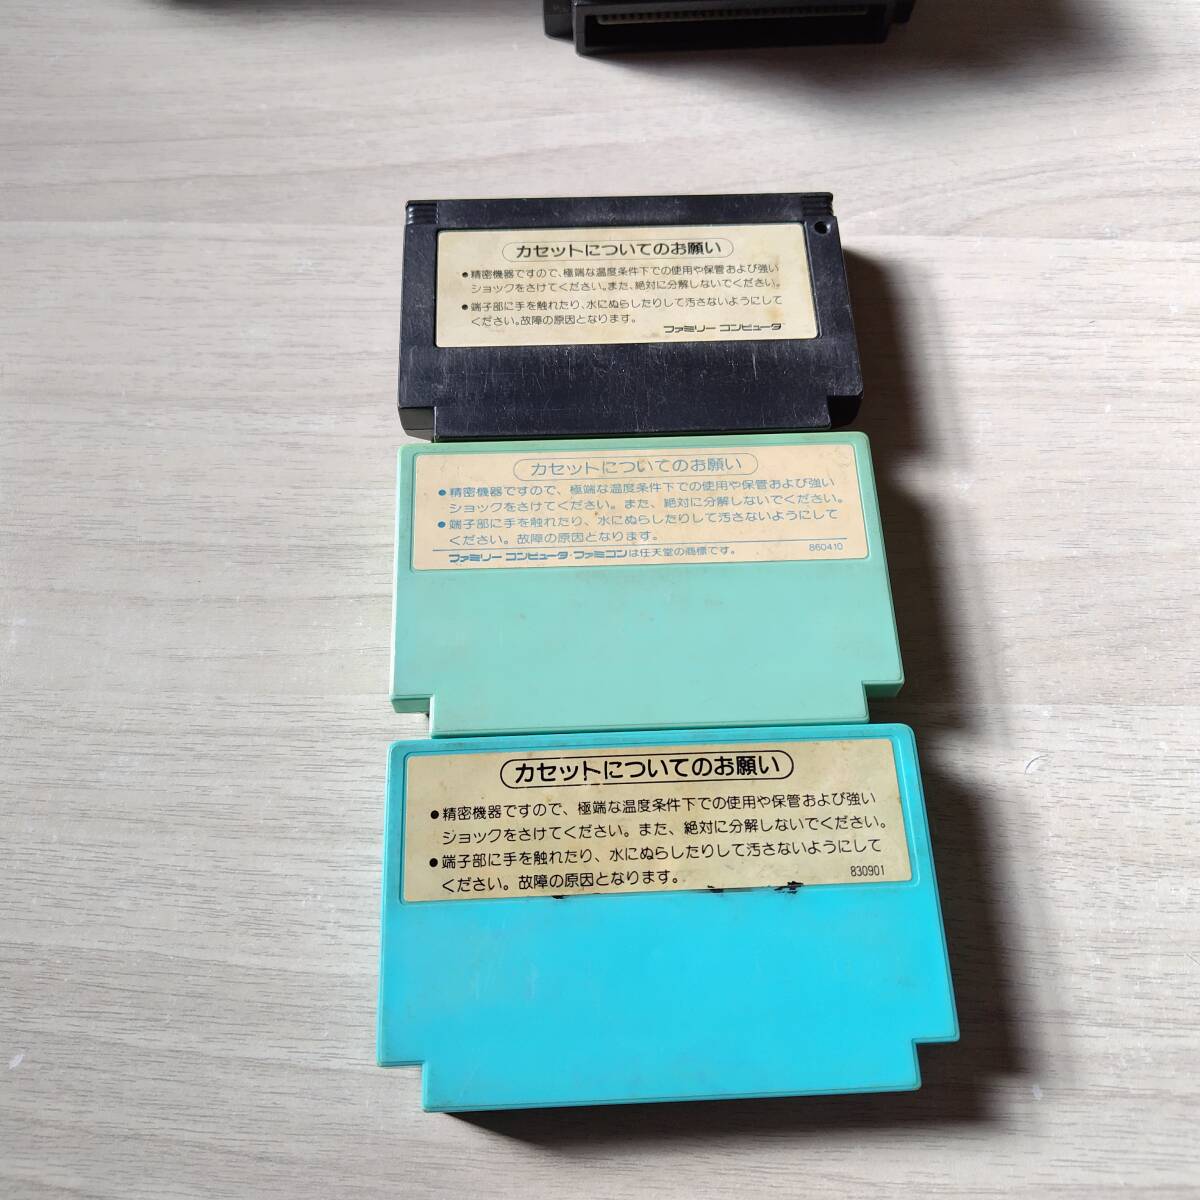 カセットについてのお願い
●精密機器ですので、極端な温度条件下での使用や保管および強い
ショックをさけてください。また、絶対に分解しないでください。
●端子部に手を触れたり、水にぬらしたりして汚さないようにして
ください。故障の原因となります。
ファミリー コンピュータ
カセットについてのお願い
●精密機器ですので、極端な温度条件下での使用や保管および強い
ショックをさけてください。また、絶対に分解しないでください。
●端子部に手を触れたり、水にぬらしたりして汚さないようにして
ください。故障の原因となります。
ファミリー コンピュータ・ファミコンは任天堂の商標です。 860410
カセットについてのお願い
●精密機器ですので、極端な温度条件下での使用や保管および強い
ショックをさけてください。また、絶対に分解しないでください。
●端子部に手を触れたり、水にぬらしたりして汚さないようにして
ください。故障の原因となります。 830901